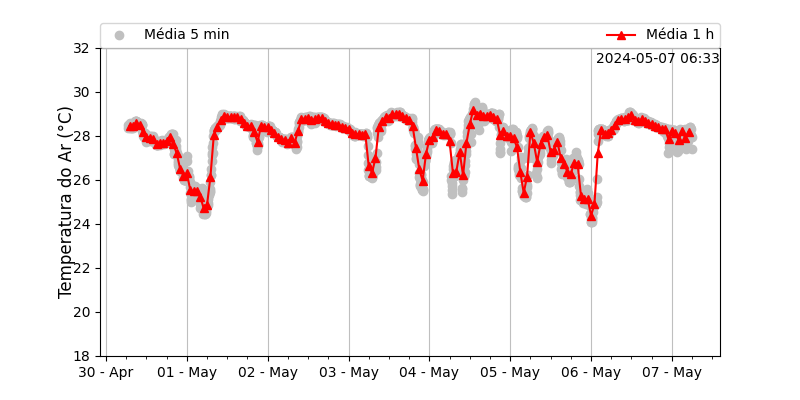 Média 5 min
Média 1 h
2024-05-07 06:33
Temperatura do Ar (°C)
32
30
28
26
24
22
20
18
30 - Apr
01 - May
02 - May
03 - May
04 - May
05 - May
06 - May
07 - May